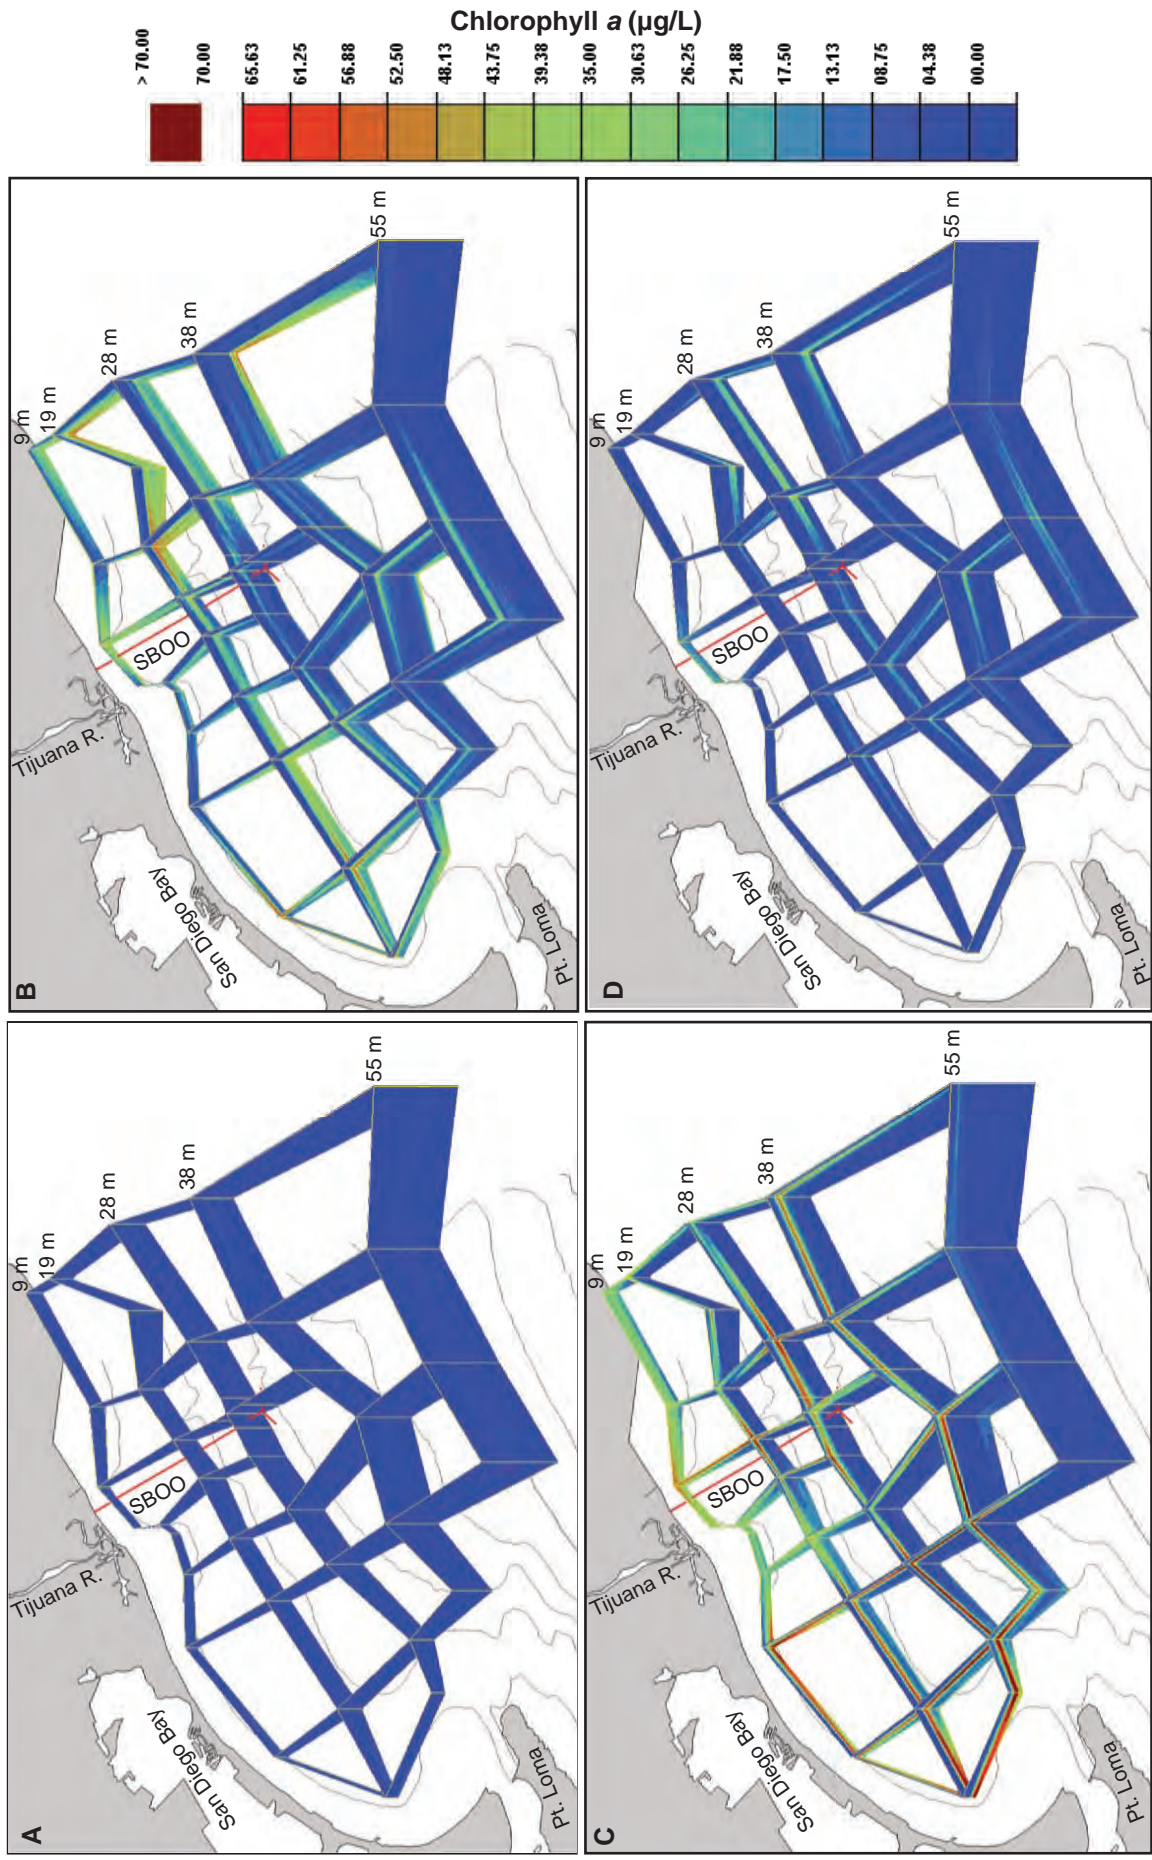 Chlorophyll a (µg/L)
> 70.00
70.00
65.63
61.25
56.88
52.50
48.13
43.75
39.38
35.00
30.63
26.25
21.88
17.50
13.13
08.75
04.38
00.00
A
9 m
19 m
28 m
38 m
55 m
SBOO
Tijuana R.
San Diego Bay
Pt. Loma
B
9 m
19 m
28 m
38 m
55 m
SBOO
Tijuana R.
San Diego Bay
Pt. Loma
C
9 m
19 m
28 m
38 m
55 m
SBOO
Tijuana R.
San Diego Bay
Pt. Loma
D
9 m
19 m
28 m
38 m
55 m
SBOO
Tijuana R.
San Diego Bay
Pt. Loma